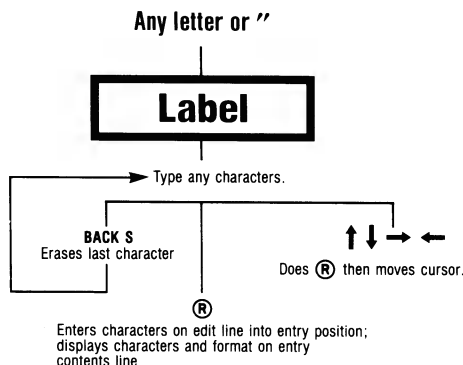 Any letter or ”
Label
Type any characters.
BACK S
Erases last character
↑ ↓ → ←
Does Ⓡ then moves cursor.
Ⓡ
Enters characters on edit line into entry position;
displays characters and format on entry
contents line